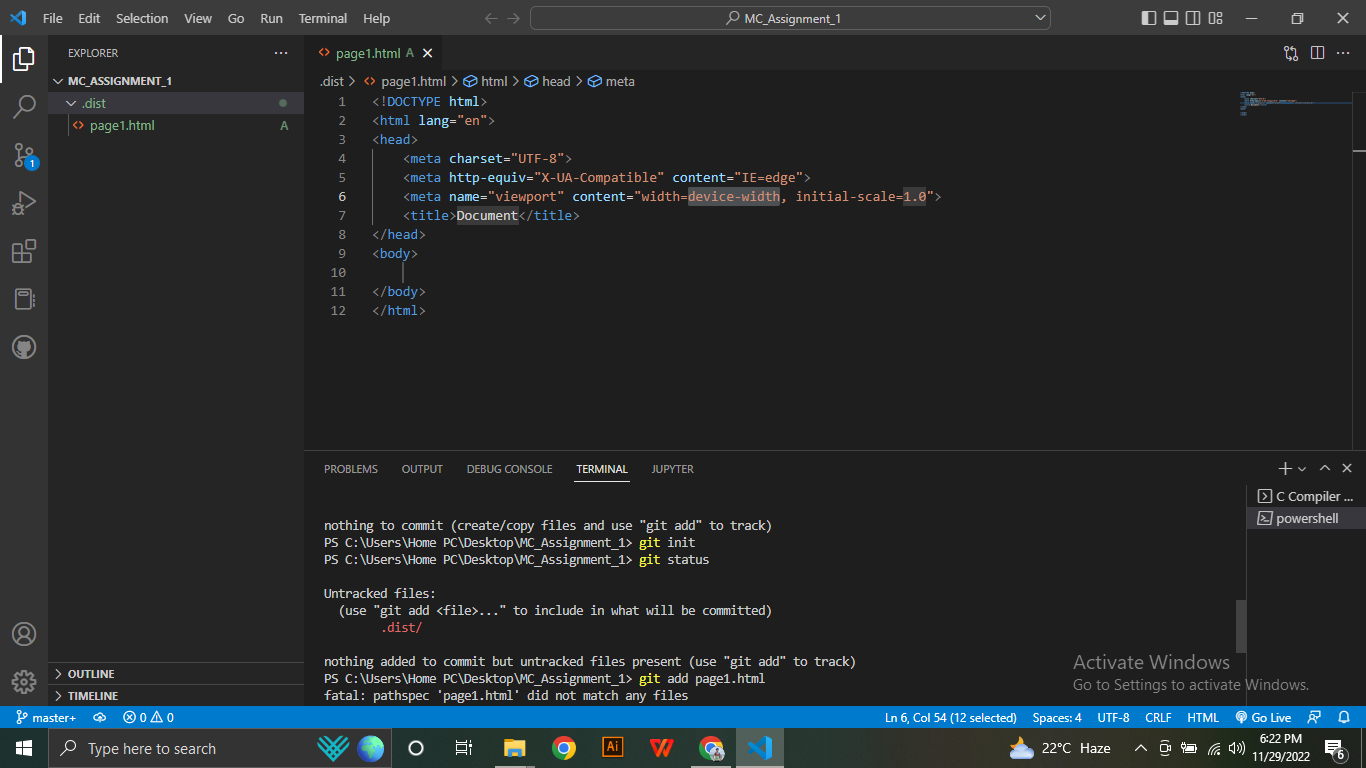 File Edit Selection View Go Run Terminal Help
MC_Assignment_1
EXPLORER
MC_ASSIGNMENT_1
.dist
page1.html A
1
page1.html A
.dist > page1.html > html > head > meta
1 <!DOCTYPE html>
2 <html lang="en">
3 <head>
4 <meta charset="UTF-8">
5 <meta http-equiv="X-UA-Compatible" content="IE=edge">
6 <meta name="viewport" content="width=device-width, initial-scale=1.0">
7 <title>Document</title>
8 </head>
9 <body>
10
11 </body>
12 </html>
PROBLEMS OUTPUT DEBUG CONSOLE TERMINAL JUPYTER
C Compiler ...
powershell
nothing to commit (create/copy files and use "git add" to track)
PS C:\Users\Home PC\Desktop\MC_Assignment_1> git init
PS C:\Users\Home PC\Desktop\MC_Assignment_1> git status
Untracked files:
(use "git add <file>..." to include in what will be committed)
.dist/
nothing added to commit but untracked files present (use "git add" to track)
PS C:\Users\Home PC\Desktop\MC_Assignment_1> git add page1.html
fatal: pathspec 'page1.html' did not match any files
Activate Windows
Go to Settings to activate Windows.
OUTLINE
TIMELINE
master+ 0 0 Ln 6, Col 54 (12 selected) Spaces: 4 UTF-8 CRLF HTML Go Live
Type here to search
Ai
22°C Haze
6:22 PM
11/29/2022
6